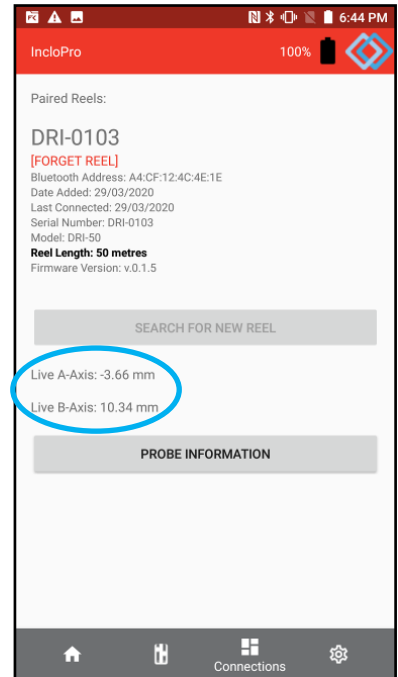 6:44 PM
IncloPro 100%
Paired Reels:
DRI-0103
[FORGET REEL]
Bluetooth Address: A4:CF:12:4C:4E:1E
Date Added: 29/03/2020
Last Connected: 29/03/2020
Serial Number: DRI-0103
Model: DRI-50
Reel Length: 50 metres
Firmware Version: v.0.1.5
SEARCH FOR NEW REEL
Live A-Axis: -3.66 mm
Live B-Axis: 10.34 mm
PROBE INFORMATION
Connections